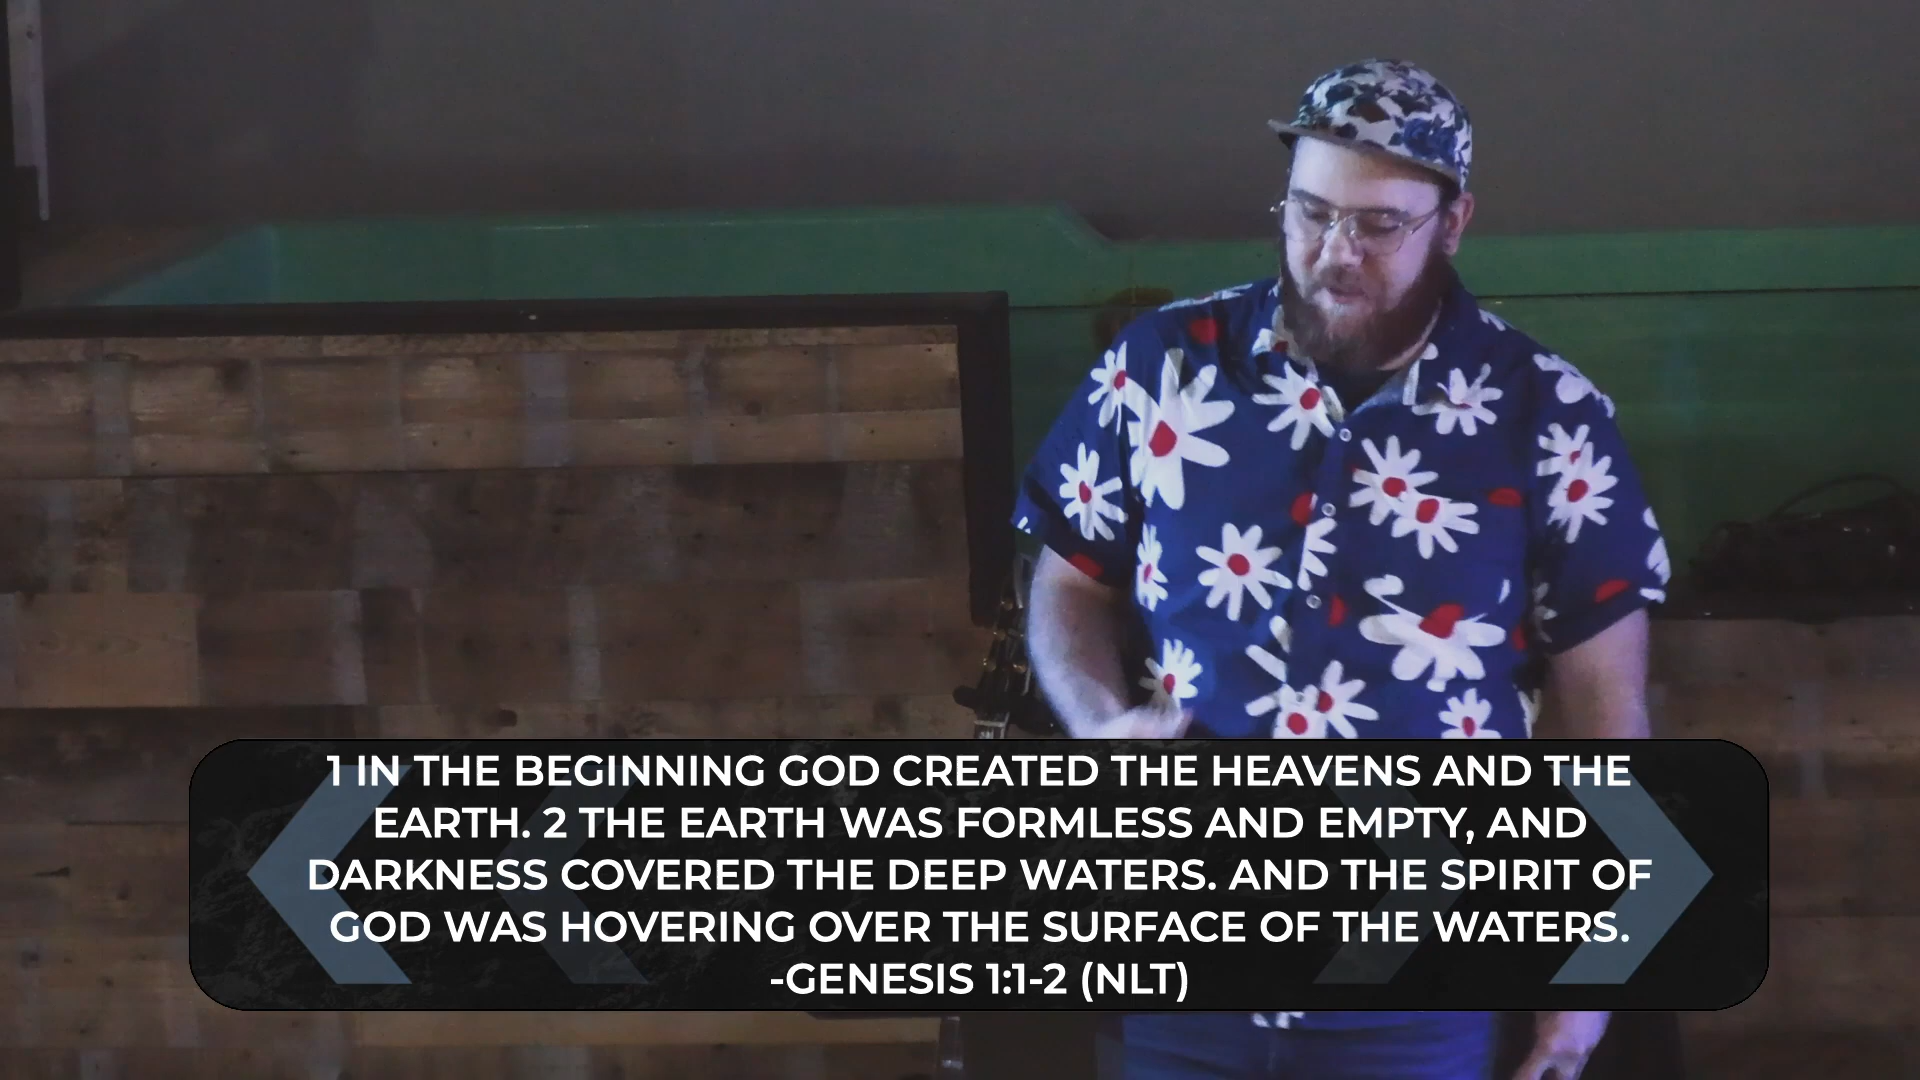 1 IN THE BEGINNING GOD CREATED THE HEAVENS AND THE
EARTH. 2 THE EARTH WAS FORMLESS AND EMPTY, AND
DARKNESS COVERED THE DEEP WATERS. AND THE SPIRIT OF
GOD WAS HOVERING OVER THE SURFACE OF THE WATERS.
-GENESIS 1:1-2 (NLT)